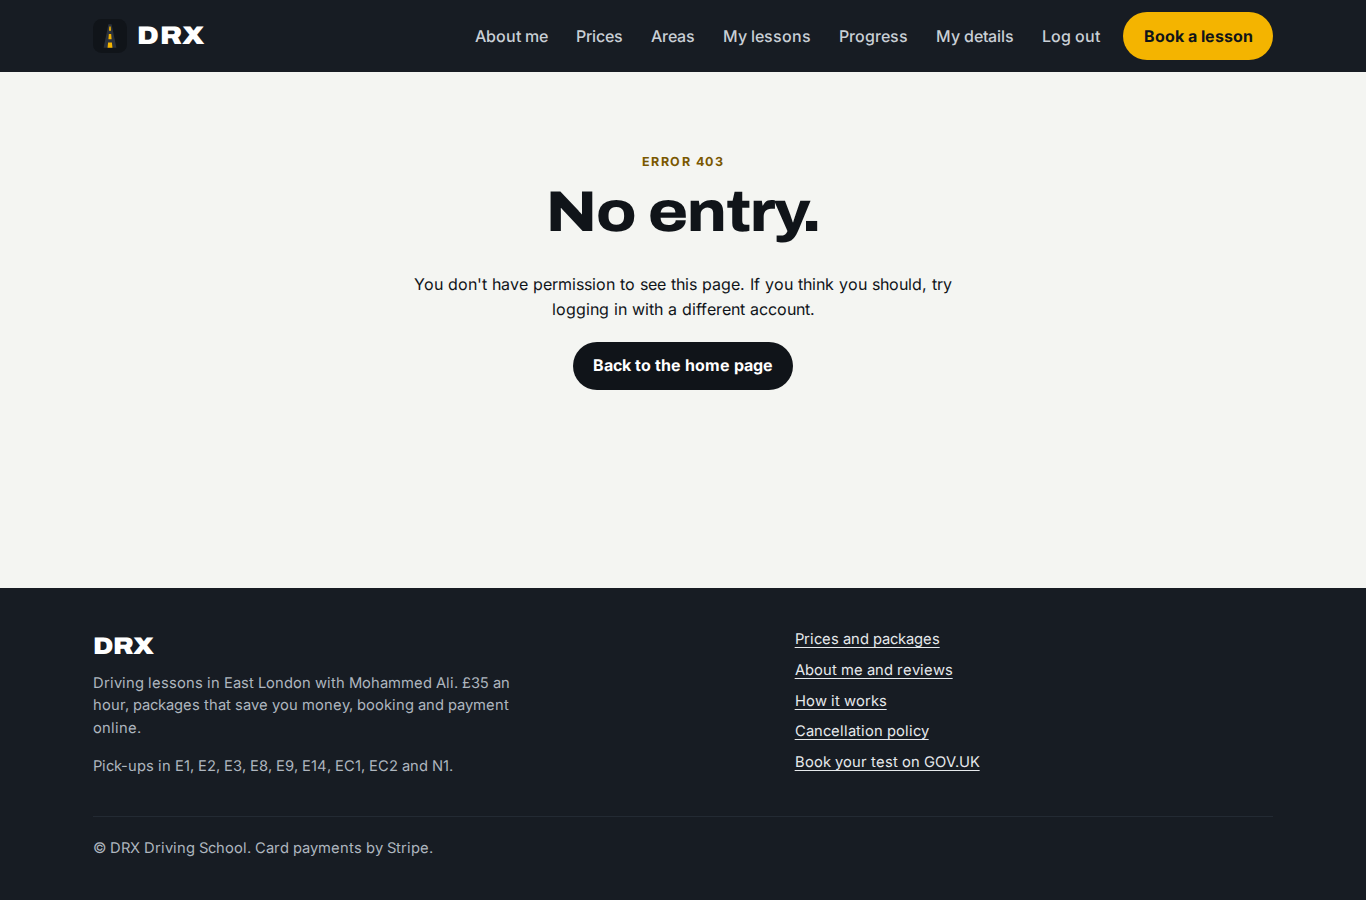 DRX
About me
Prices
Areas
My lessons
Progress
My details
Log out
Book a lesson
ERROR 403
No entry.
You don't have permission to see this page. If you think you should, try
logging in with a different account.
Back to the home page
DRX
Driving lessons in East London with Mohammed Ali. £35 an
hour, packages that save you money, booking and payment
online.
Pick-ups in E1, E2, E3, E8, E9, E14, EC1, EC2 and N1.
Prices and packages
About me and reviews
How it works
Cancellation policy
Book your test on GOV.UK
© DRX Driving School. Card payments by Stripe.